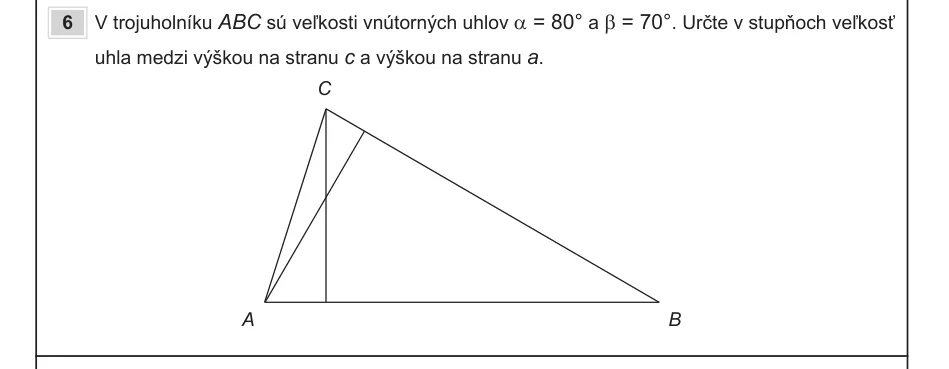 6 V trojuholníku ABC sú veľkosti vnútorných uhlov α = 80° a β = 70°. Určte v stupňoch veľkosť
uhla medzi výškou na stranu c a výškou na stranu a.
C
A
B